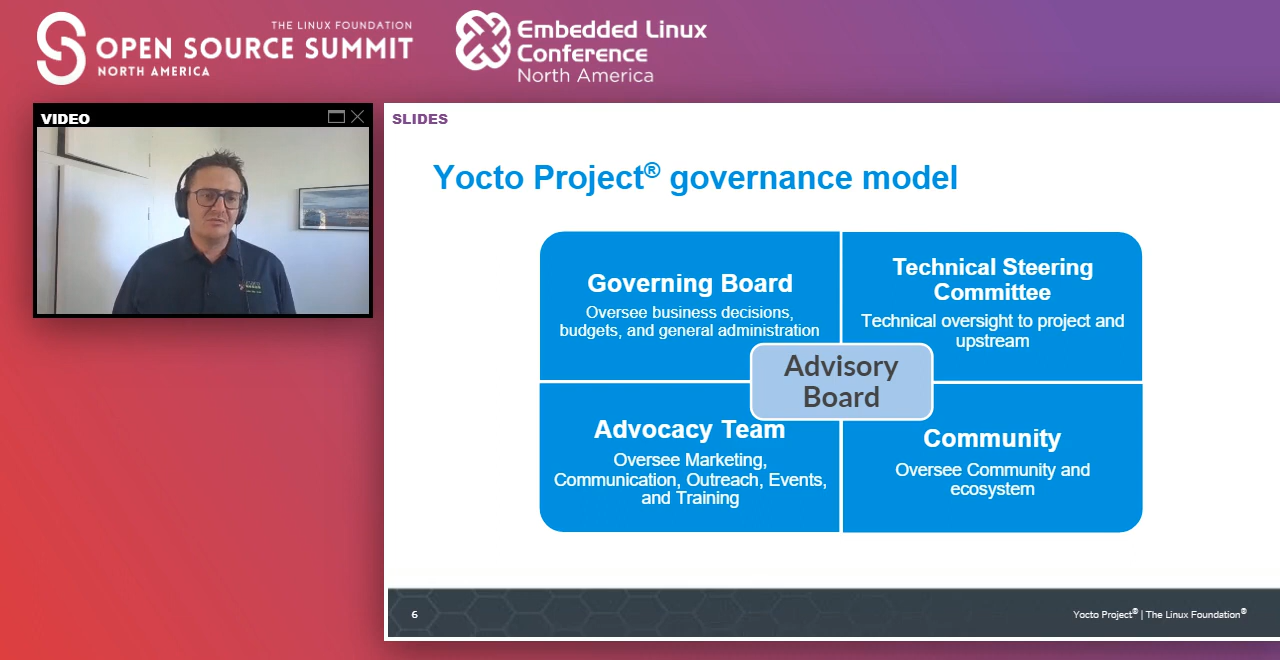 THE LINUX FOUNDATION
OPEN SOURCE SUMMIT
NORTH AMERICA
Embedded Linux
Conference
North America
VIDEO
SLIDES
Yocto Project® governance model
Governing Board
Oversee business decisions,
budgets, and general administration
Technical Steering
Committee
Technical oversight to project and
upstream
Advisory
Board
Advocacy Team
Oversee Marketing,
Communication, Outreach, Events,
and Training
Community
Oversee Community and
ecosystem
6
Yocto Project® | The Linux Foundation®